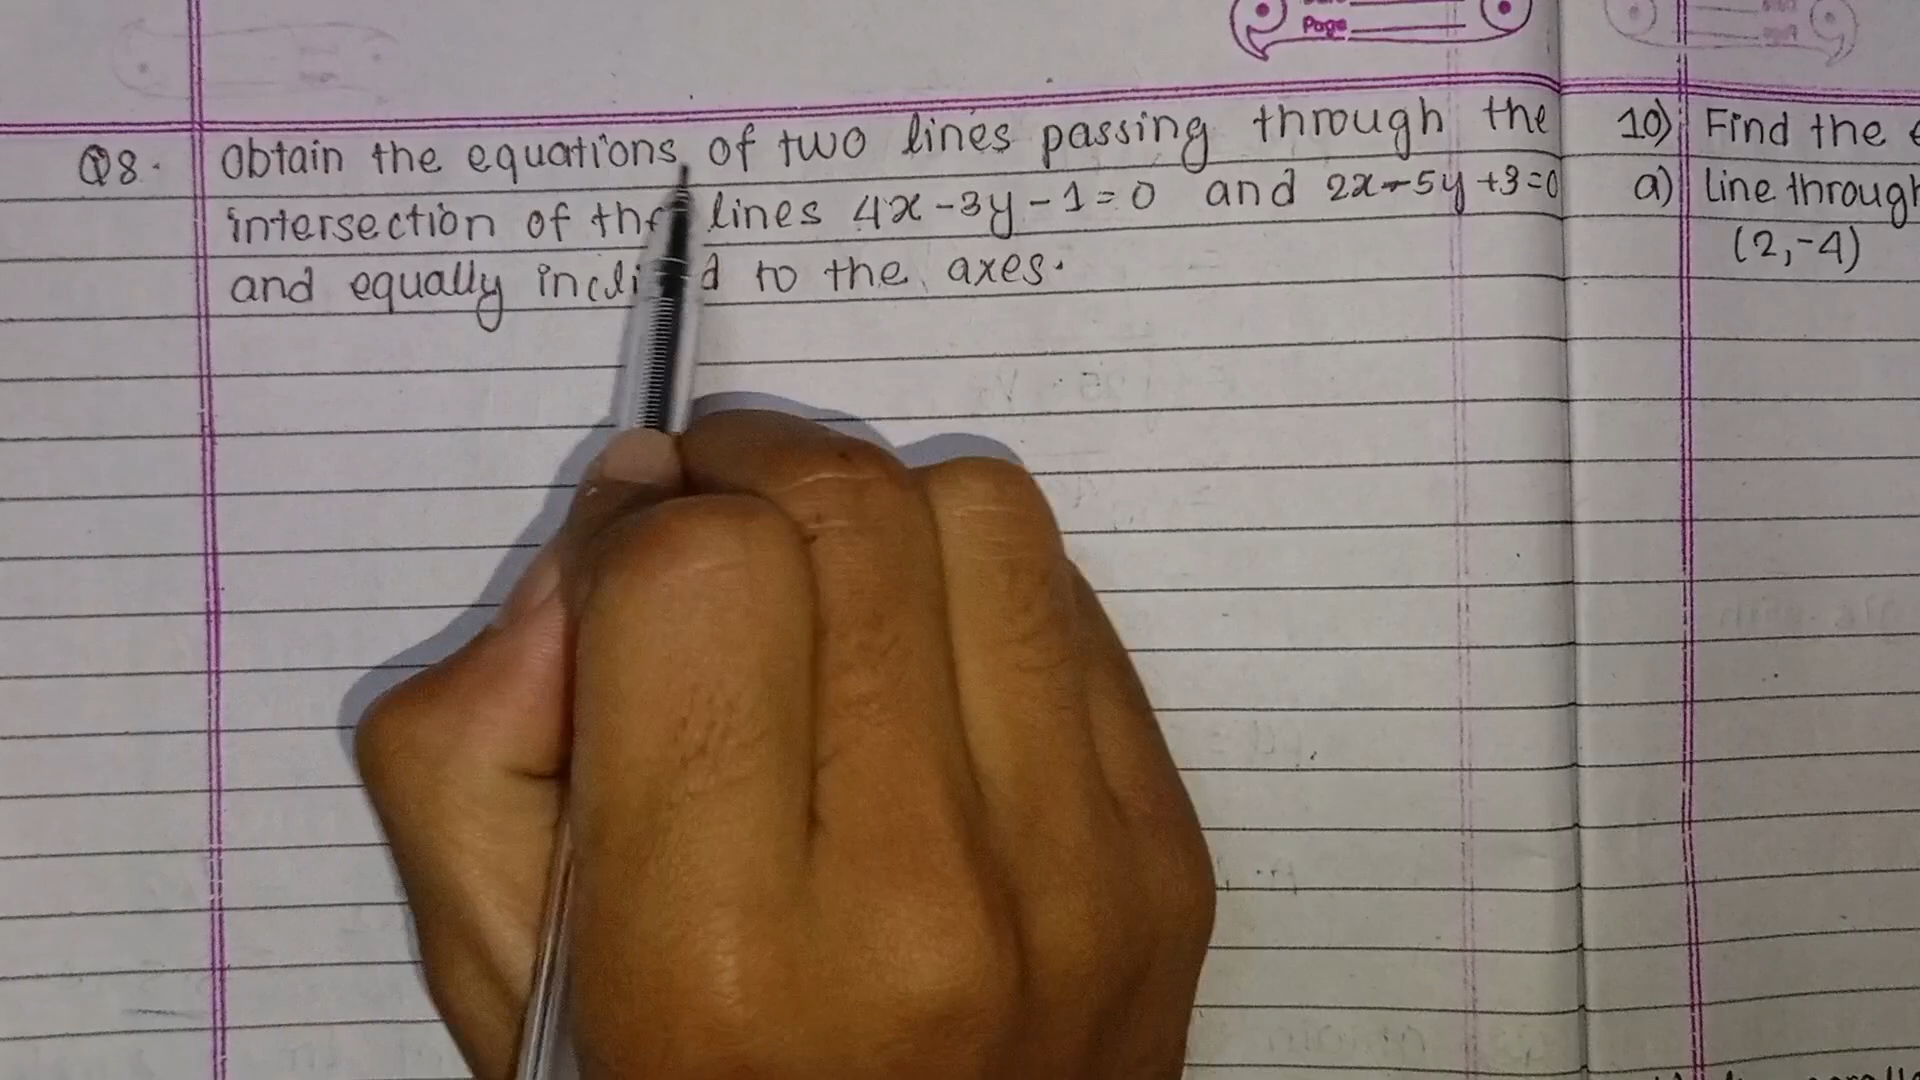 Page
Q8. Obtain the equations of two lines passing through the
intersection of the lines 4x-3y-1=0 and 2x-5y+3=0
and equally inclined to the axes.
10) Find the
a) line through
(2,-4)